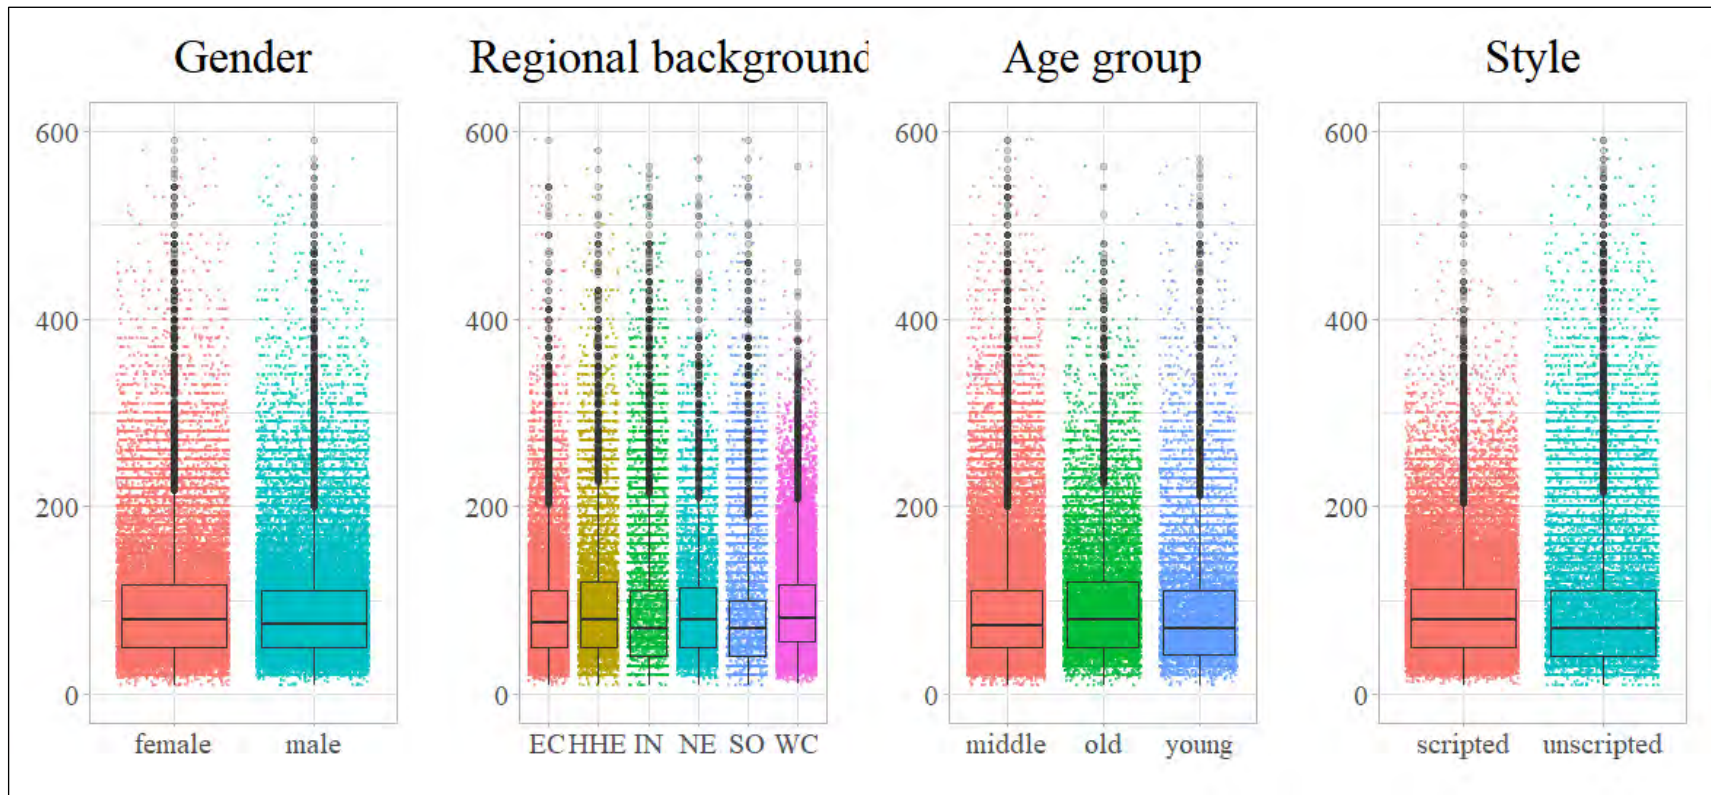 Gender Regional background Age group Style
600 600 600 600
400 400 400 400
200 200 200 200
0 0 0 0
female male EC HHE IN NE SO WC middle old young scripted unscripted